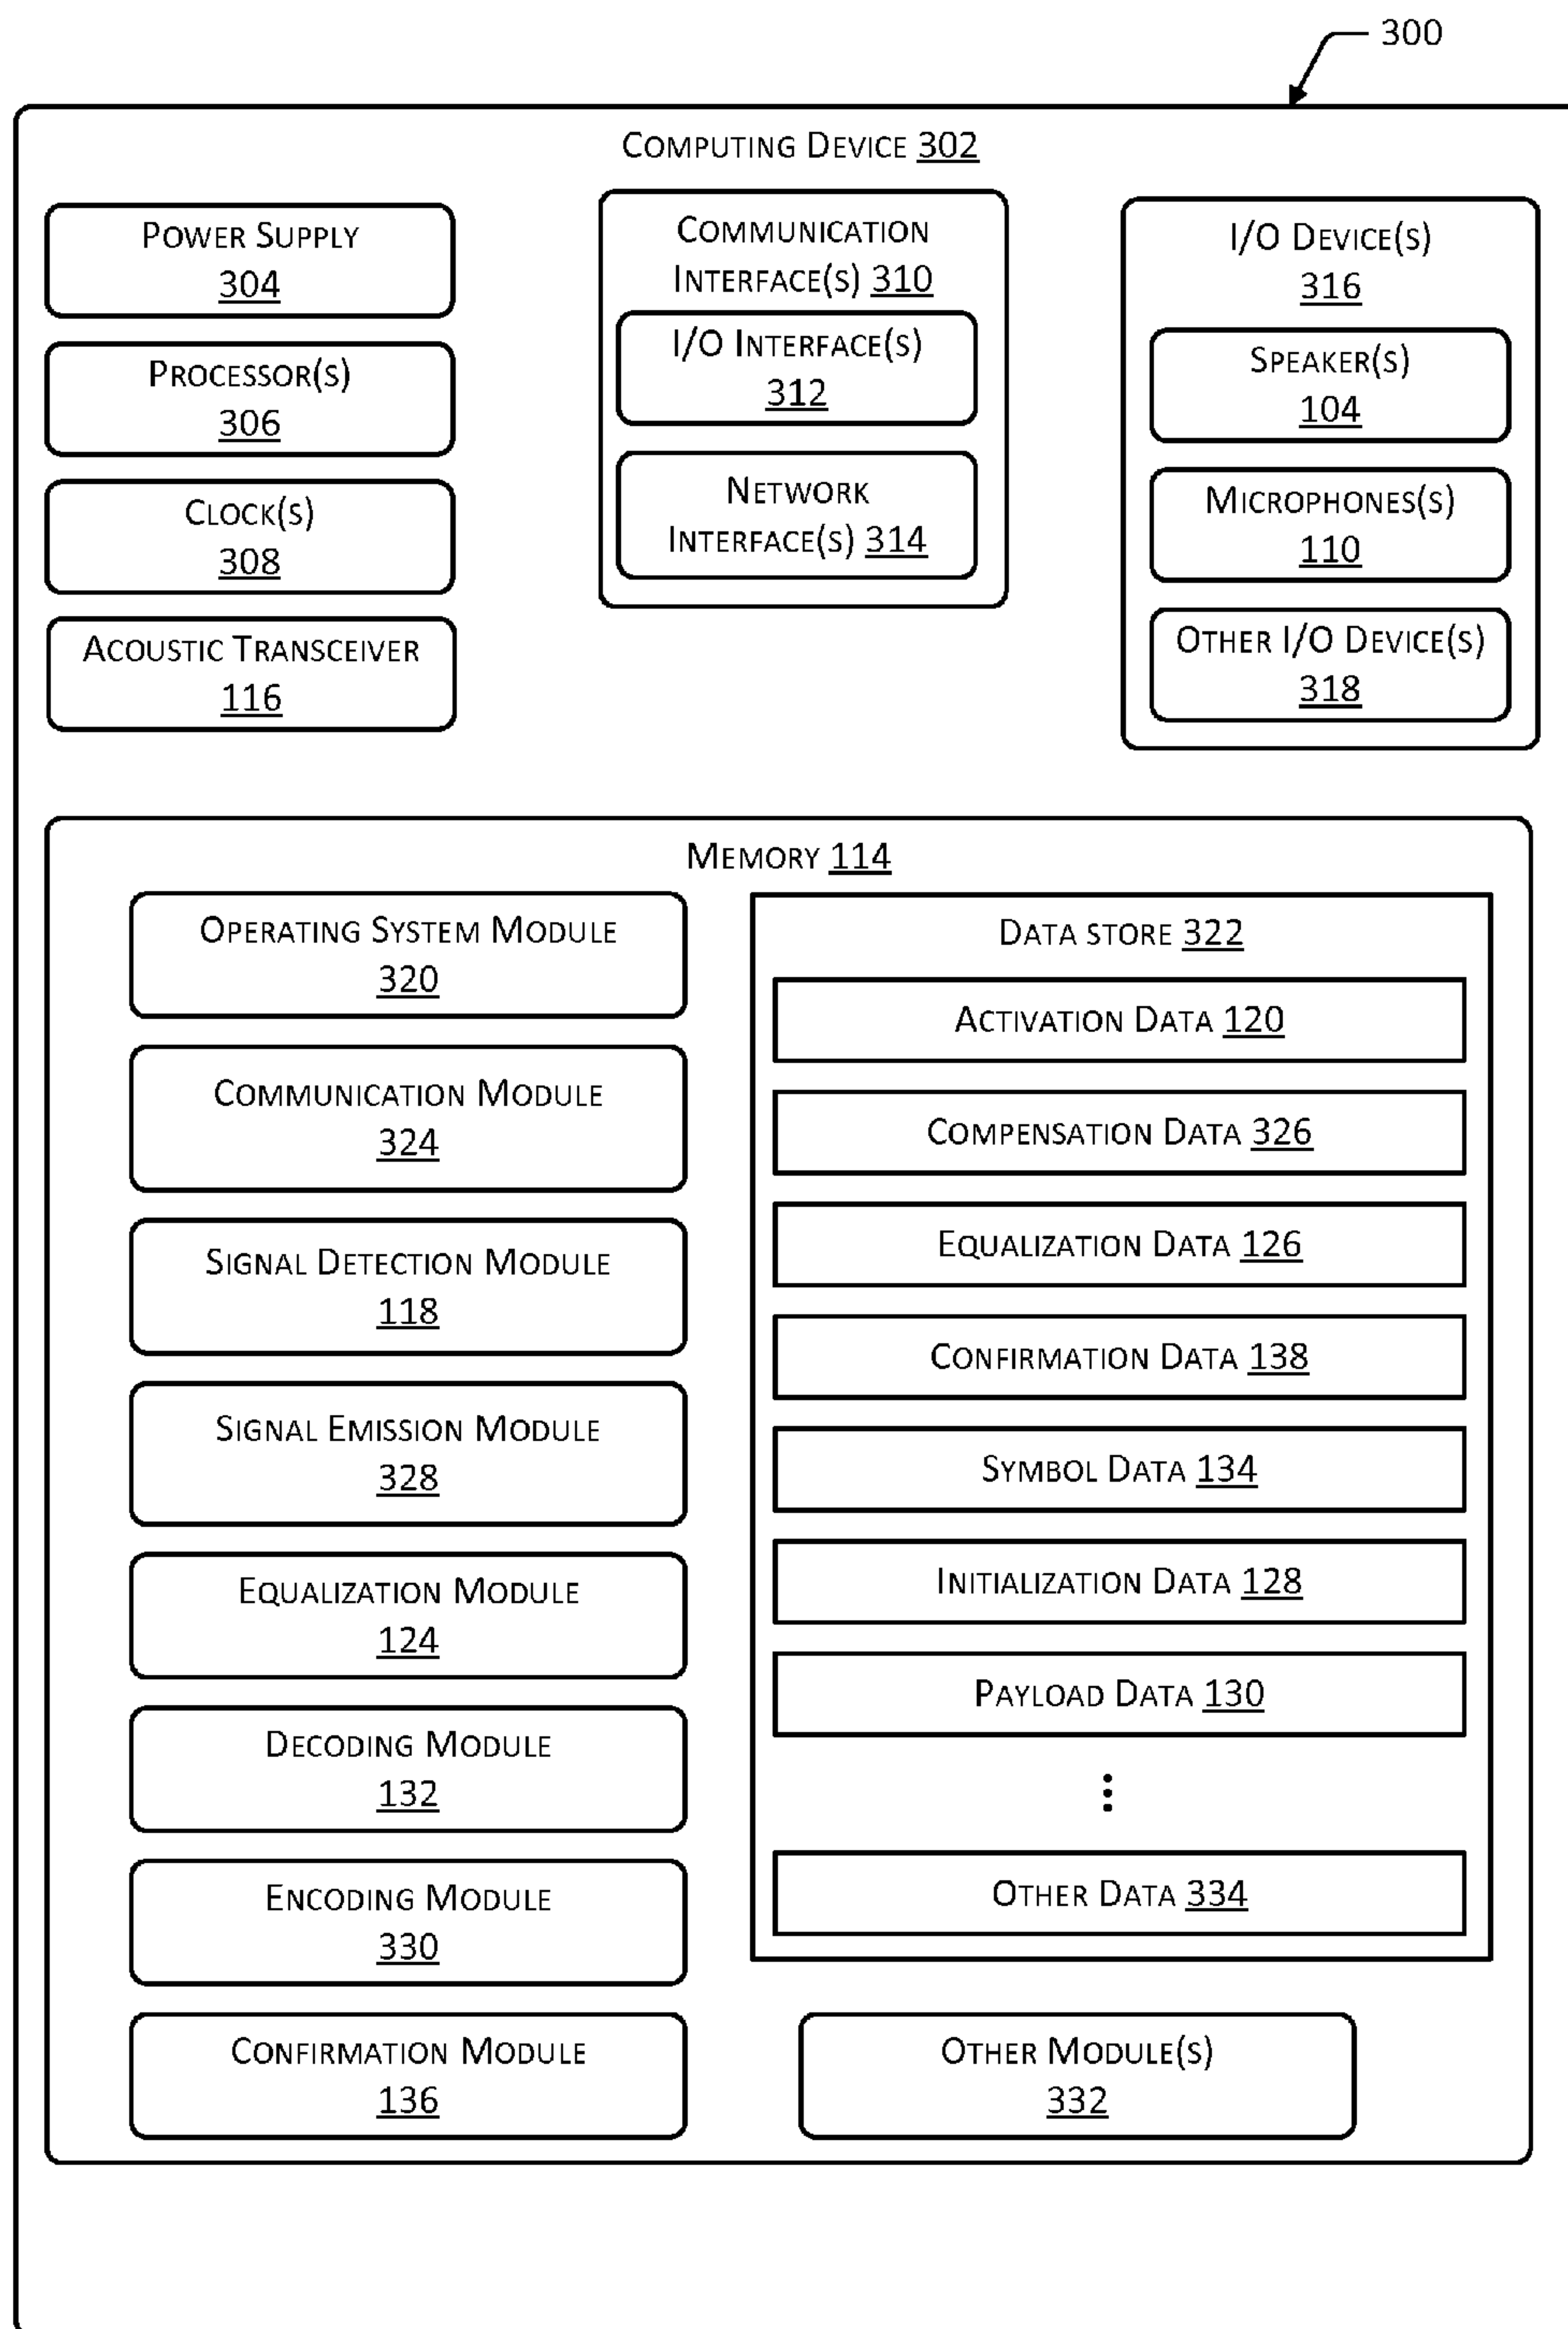 300
Computing Device 302
Power Supply
304
Processor(s)
306
Clock(s)
308
Acoustic Transceiver
116
Communication
Interface(s) 310
I/O Interface(s)
312
Network
Interface(s) 314
I/O Device(s)
316
Speaker(s)
104
Microphones(s)
110
Other I/O Device(s)
318
Memory 114
Operating System Module
320
Communication Module
324
Signal Detection Module
118
Signal Emission Module
328
Equalization Module
124
Decoding Module
132
Encoding Module
330
Confirmation Module
136
Data store 322
Activation Data 120
Compensation Data 326
Equalization Data 126
Confirmation Data 138
Symbol Data 134
Initialization Data 128
Payload Data 130
⋮
Other Data 334
Other Module(s)
332